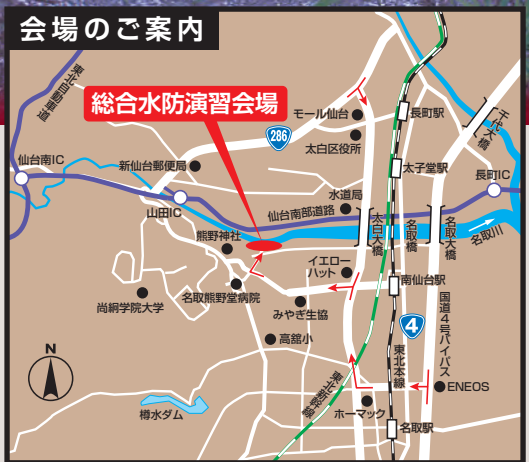 会場のご案内
東北自動車道
総合水防演習会場
286
モール仙台
太白区役所
長町駅
千代大橋
仙台南IC
新仙台郵便局
太子堂駅
長町IC
山田IC
水道局
仙台南部道路
太白大橋
名取橋
名取大橋
名取川
熊野神社
イエロー
ハット
南仙台駅
尚絅学院大学
名取熊野堂病院
みやぎ生協
4
国道4号バイパス
高舘小
東北本線
N
東北新幹線
ENEOS
樽水ダム
ホーマック
名取駅